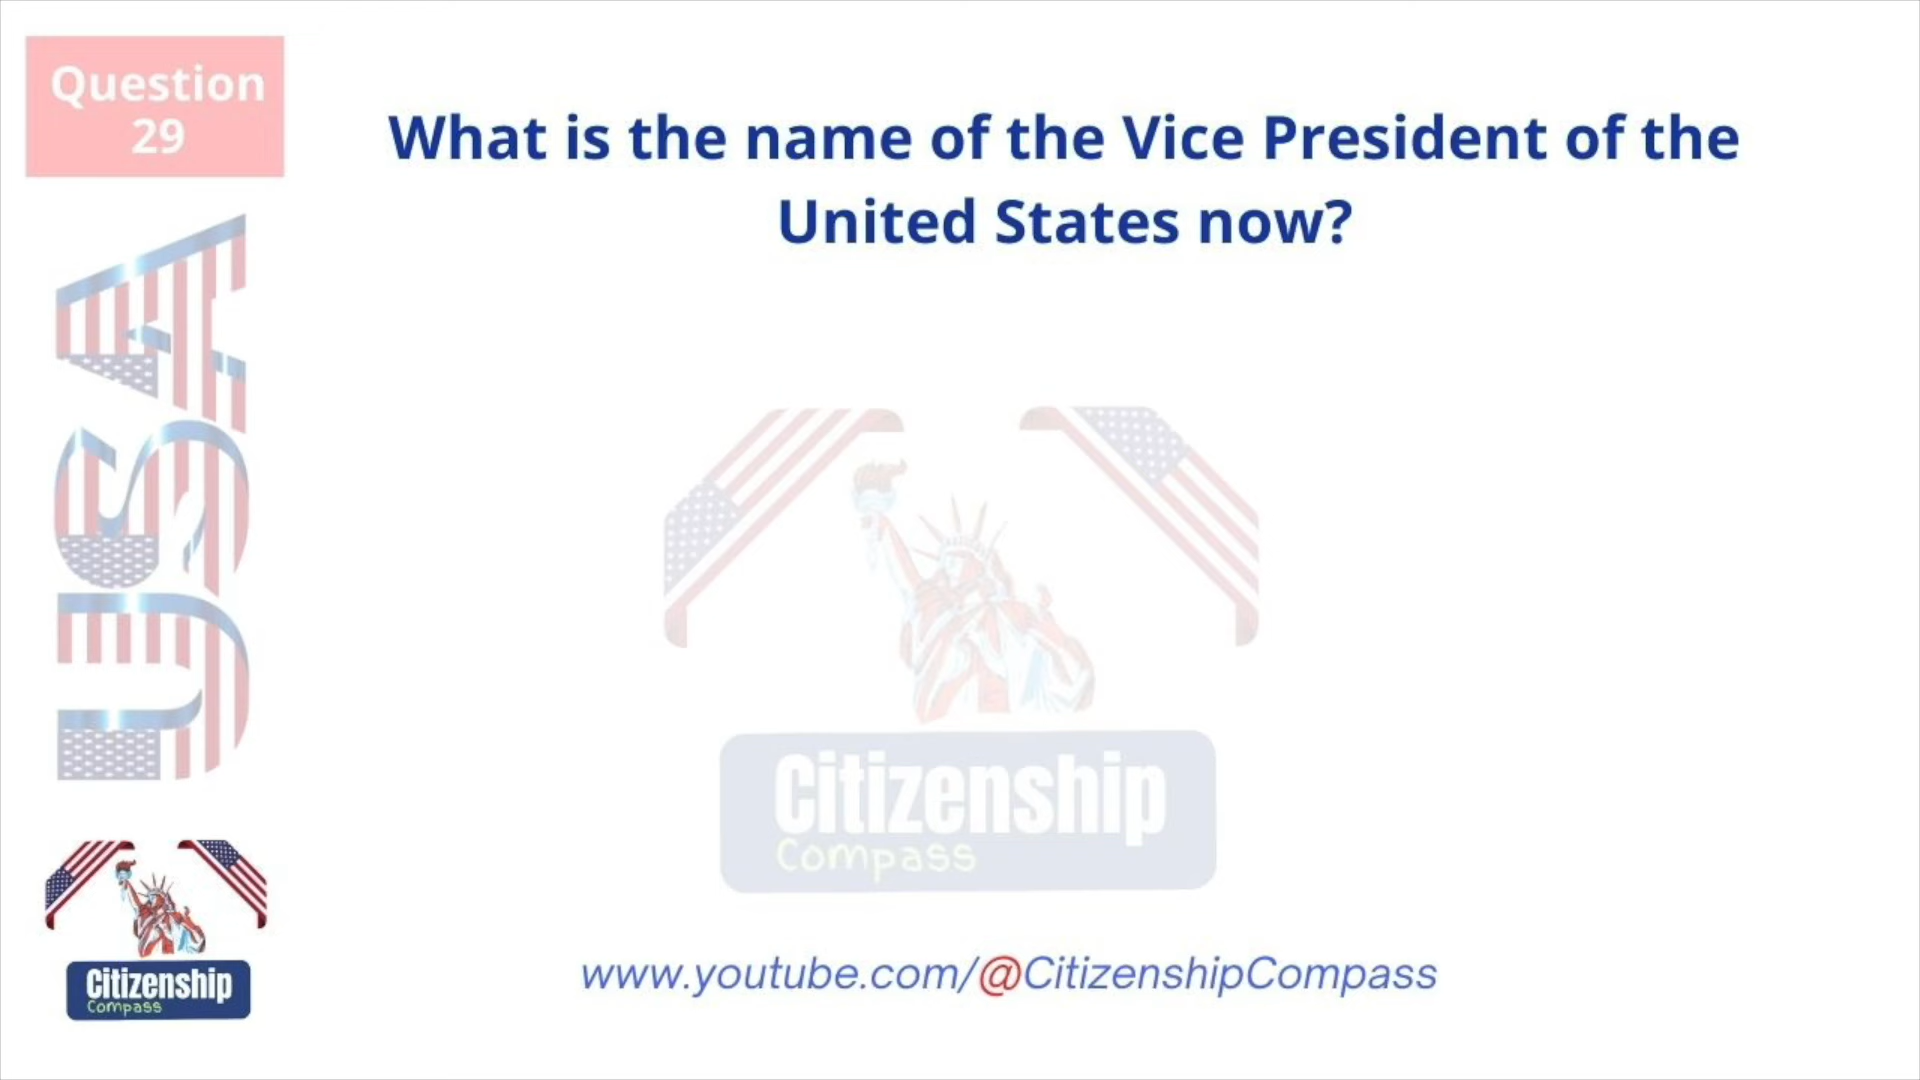 Question
29
What is the name of the Vice President of the
United States now?
USA
Citizenship
Compass
Citizenship
Compass
www.youtube.com/@CitizenshipCompass